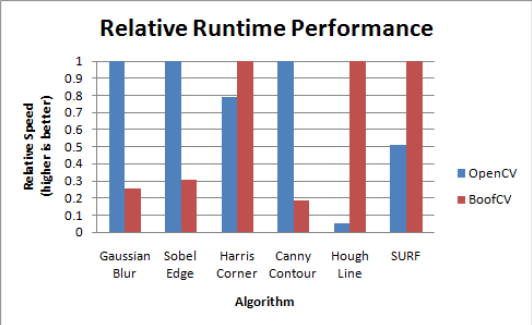 Relative Runtime Performance
Relative Speed
(higher is better)
1
0.9
0.8
0.7
0.6
0.5
0.4
0.3
0.2
0.1
0
Gaussian
Blur
Sobel
Edge
Harris
Corner
Canny
Contour
Hough
Line
SURF
Algorithm
OpenCV
BoofCV